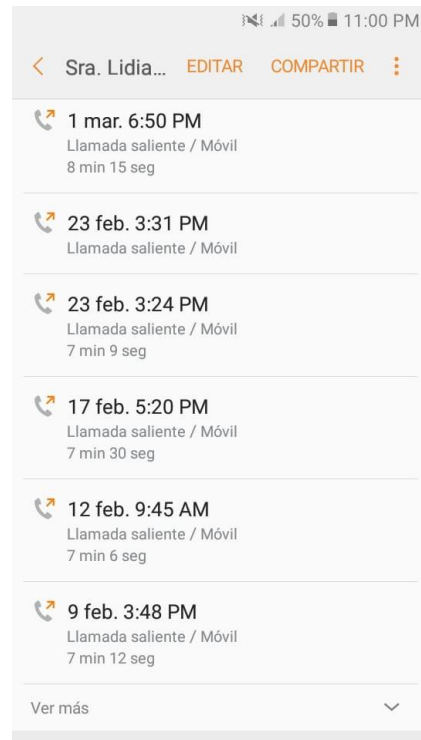 50% 11:00 PM
Sra. Lidia... EDITAR COMPARTIR
1 mar. 6:50 PM
Llamada saliente / Móvil
8 min 15 seg
23 feb. 3:31 PM
Llamada saliente / Móvil
23 feb. 3:24 PM
Llamada saliente / Móvil
7 min 9 seg
17 feb. 5:20 PM
Llamada saliente / Móvil
7 min 30 seg
12 feb. 9:45 AM
Llamada saliente / Móvil
7 min 6 seg
9 feb. 3:48 PM
Llamada saliente / Móvil
7 min 12 seg
Ver más